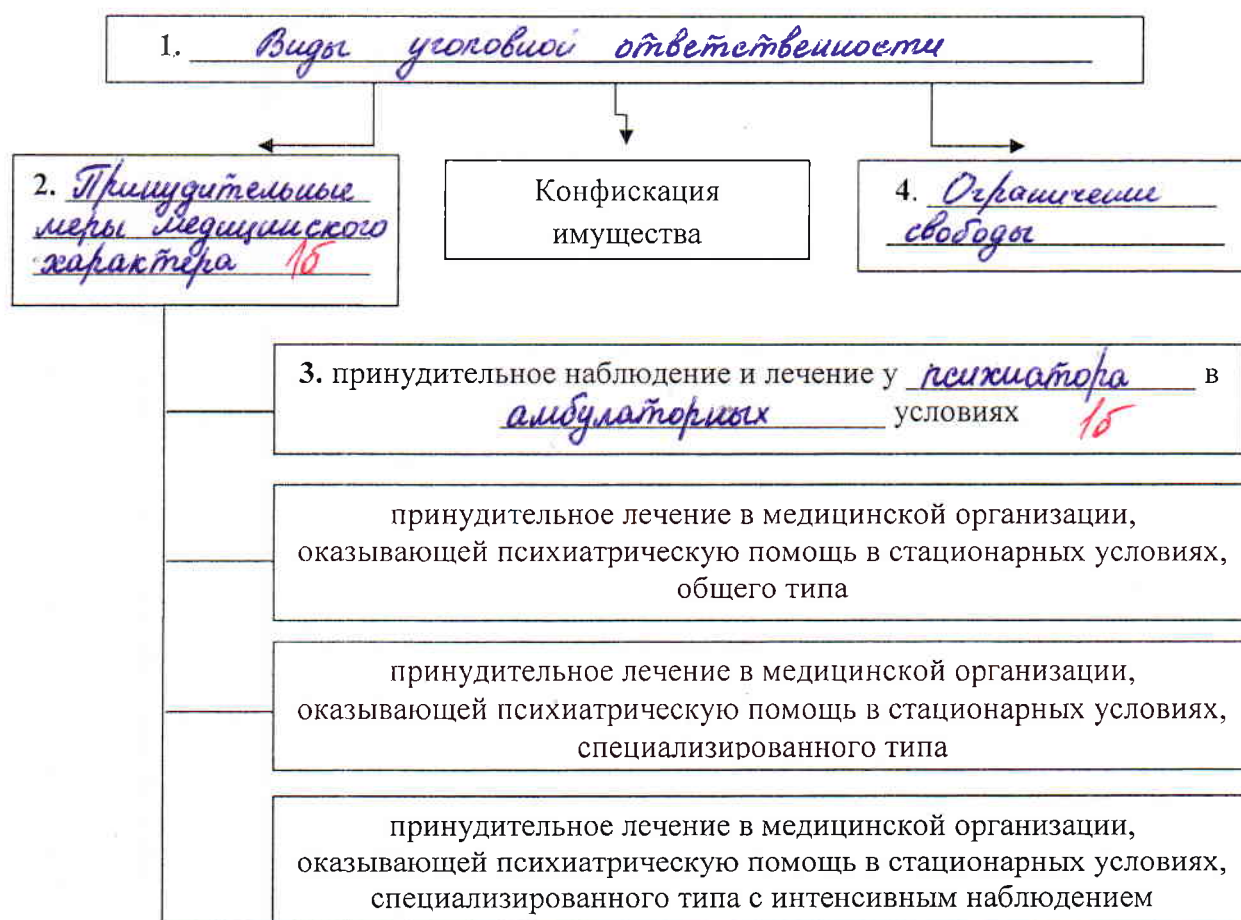 1. Виды уголовной ответственности
2. Принудительные
меры медицинского
характера 1б
Конфискация
имущества
4. Ограничение
свободы
3. принудительное наблюдение и лечение у психиатора в
амбулаторных условиях 1б
принудительное лечение в медицинской организации,
оказывающей психиатрическую помощь в стационарных условиях,
общего типа
принудительное лечение в медицинской организации,
оказывающей психиатрическую помощь в стационарных условиях,
специализированного типа
принудительное лечение в медицинской организации,
оказывающей психиатрическую помощь в стационарных условиях,
специализированного типа с интенсивным наблюдением